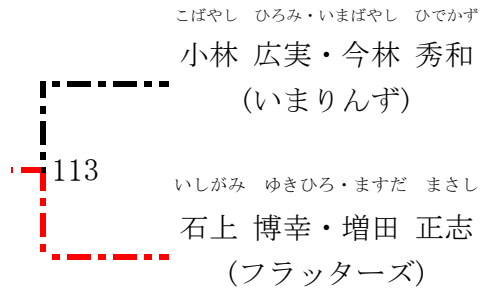 こばやし　ひろみ・いまばやし　ひでかず
小林 広実・今林 秀和
(いまりんず)
113
いしがみ　ゆきひろ・ますだ　まさし
石上 博幸・増田 正志
(フラッターズ)